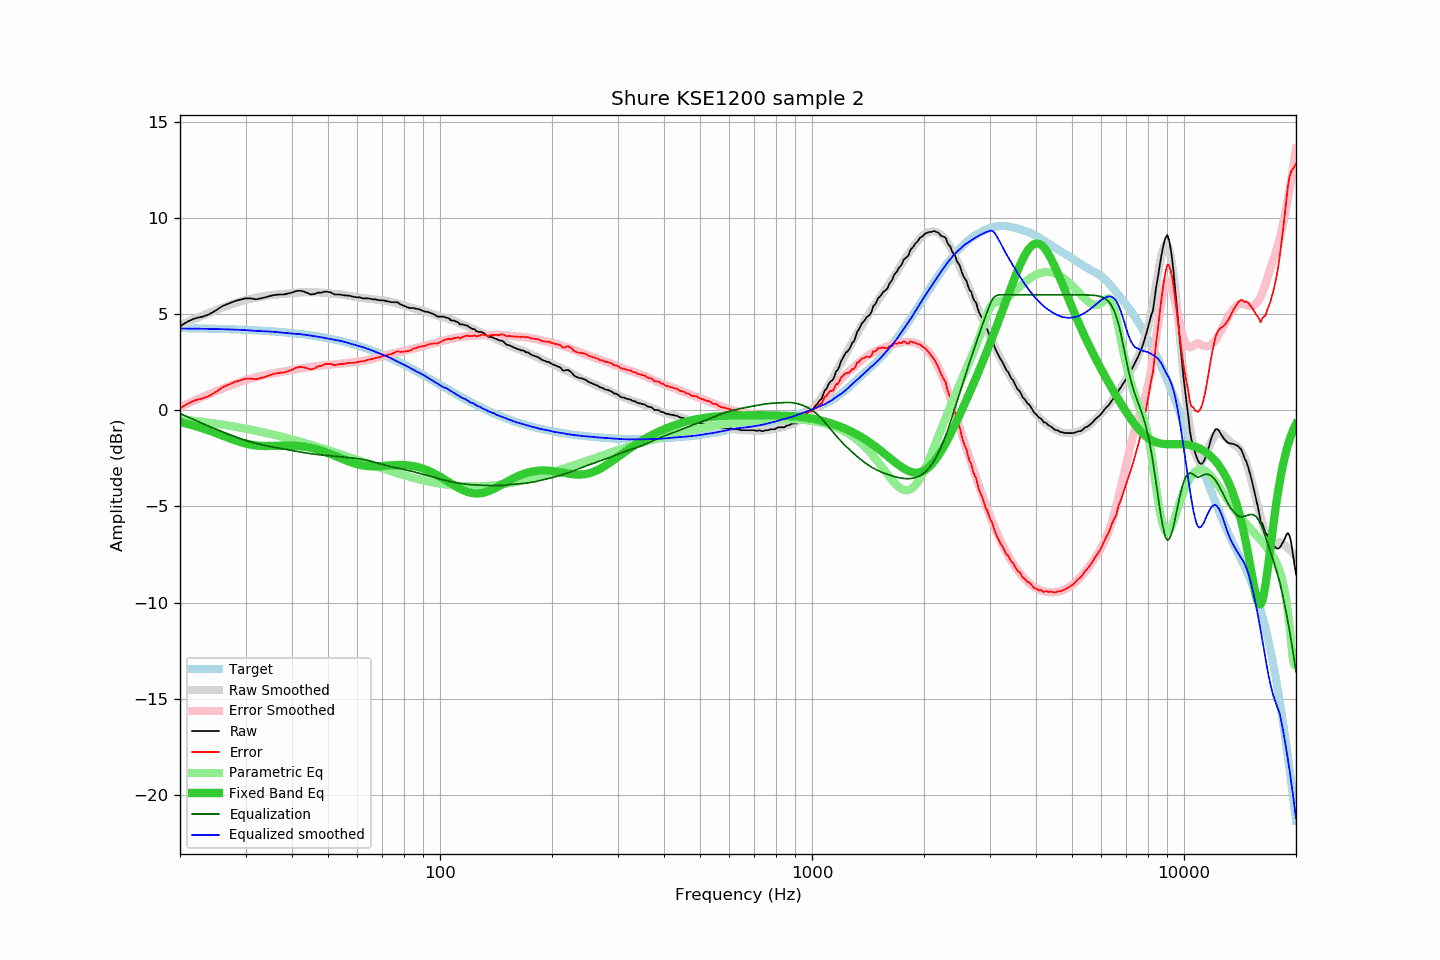 Shure KSE1200 sample 2
15
10
5
0
−5
−10
−15
−20
Amplitude (dBr)
Target
Raw Smoothed
Error Smoothed
Raw
Error
Parametric Eq
Fixed Band Eq
Equalization
Equalized smoothed
100
1000
10000
Frequency (Hz)